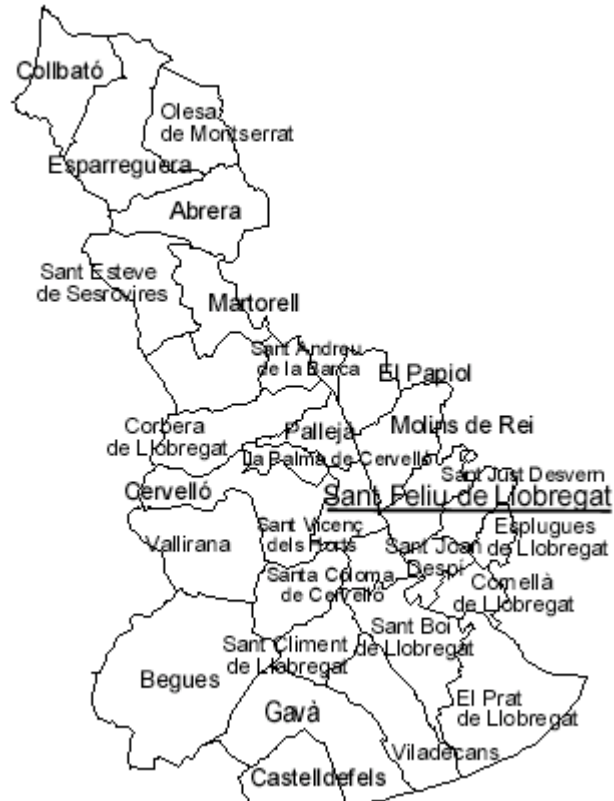 Collbató
Olesa
de Montserrat
Esparreguera
Abrera
Sant Esteve
de Sesrovires
Martorell
Sant Andreu
de la Barca
El Papiol
Corbera
de Llobregat
Pallejà
Molins de Rei
La Palma de Cervelló
Sant Just Desvern
Cervelló
Sant Feliu de Llobregat
Vallirana
Sant Vicenç
dels Horts
Sant Joan
Despí
Esplugues
de Llobregat
Santa Coloma
de Cervelló
Cornellà
de Llobregat
Sant Climent
de Llobregat
Sant Boi
de Llobregat
Begues
Gavà
El Prat
de Llobregat
Viladecans
Castelldefels